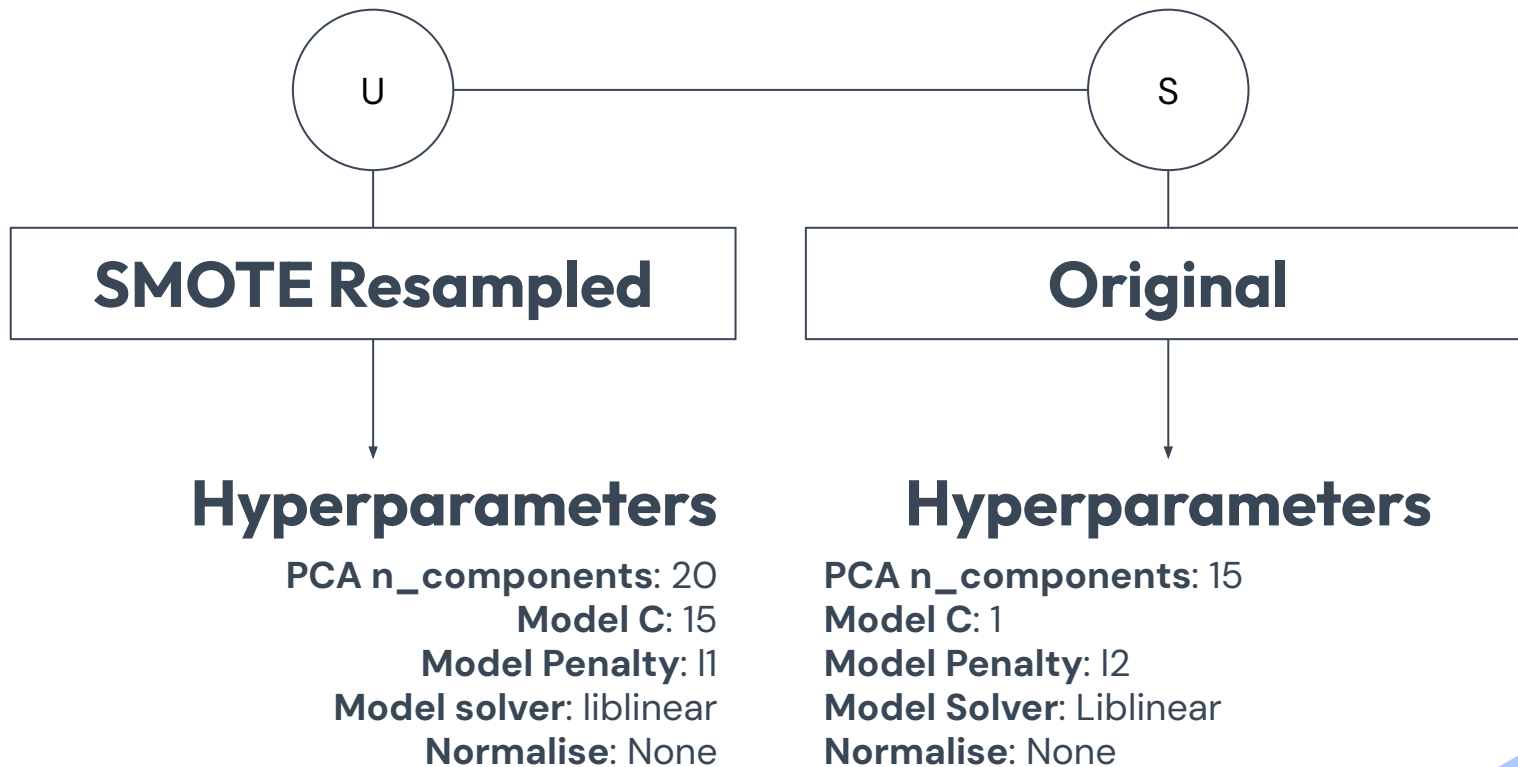 U
S
SMOTE Resampled
Original
Hyperparameters
PCA n_components: 20
Model C: 15
Model Penalty: l1
Model solver: liblinear
Normalise: None
Hyperparameters
PCA n_components: 15
Model C: 1
Model Penalty: l2
Model Solver: Liblinear
Normalise: None